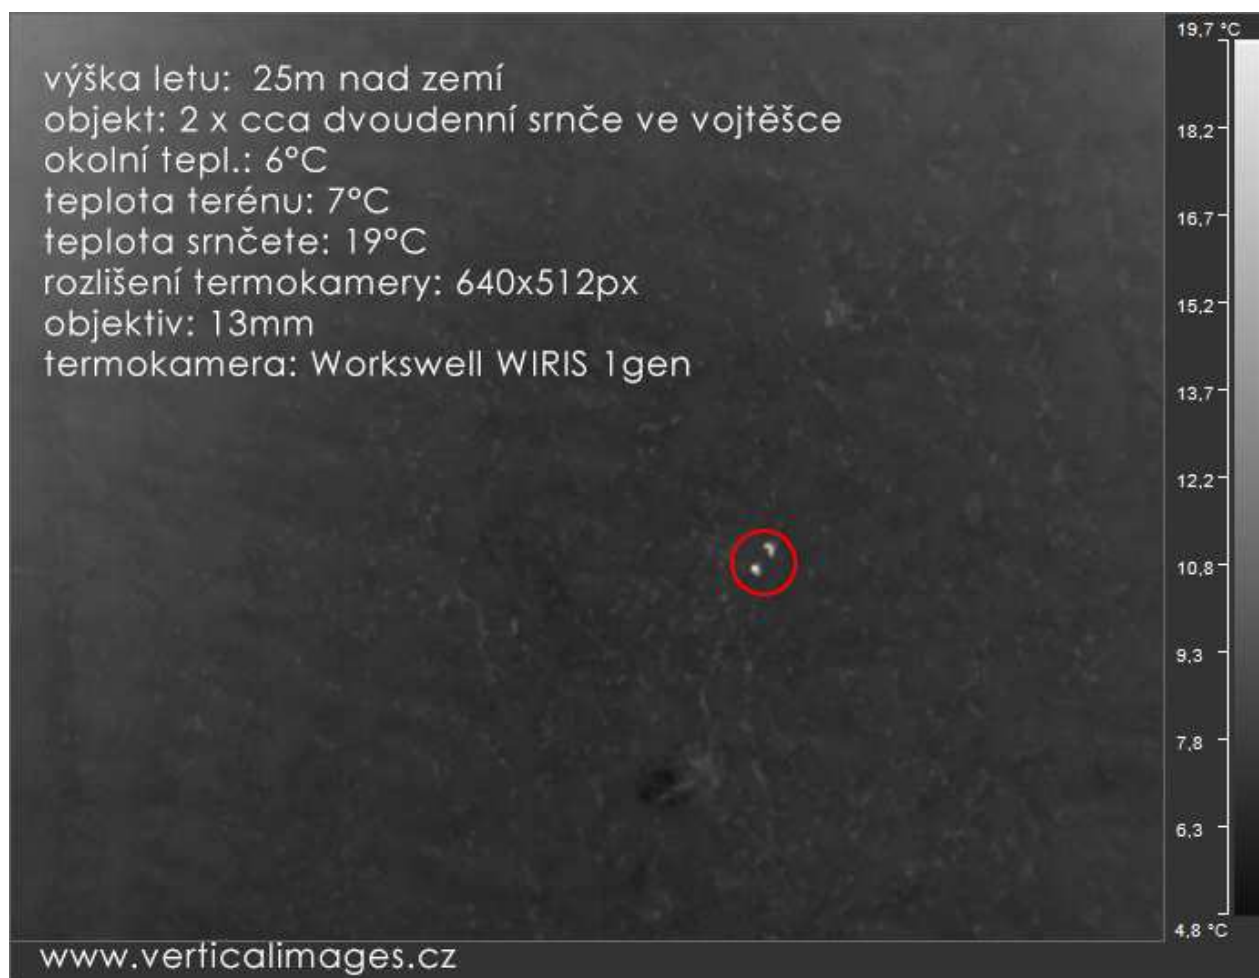 výška letu:  25m nad zemí
objekt: 2 x cca dvoudenní srnče ve vojtěšce
okolní tepl.: 6°C
teplota terénu: 7°C
teplota srnčete: 19°C
rozlišení termokamery: 640x512px
objektiv: 13mm
termokamera: Workswell WIRIS 1gen
19,7 °C
18,2
16,7
15,2
13,7
12,2
10,8
9,3
7,8
6,3
4,8 °C
www.verticalimages.cz